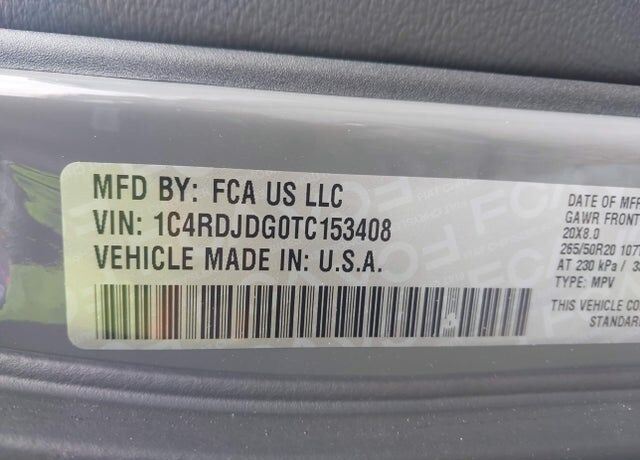 MFD BY: FCA US LLC
VIN: 1C4RDJDG0TC153408
VEHICLE MADE IN: U.S.A.
DATE OF MFR
GAWR FRONT
20X8.0
265/50R20 107
AT 230 kPa / 3
TYPE: MPV
THIS VEHICLE CO
STANDAR